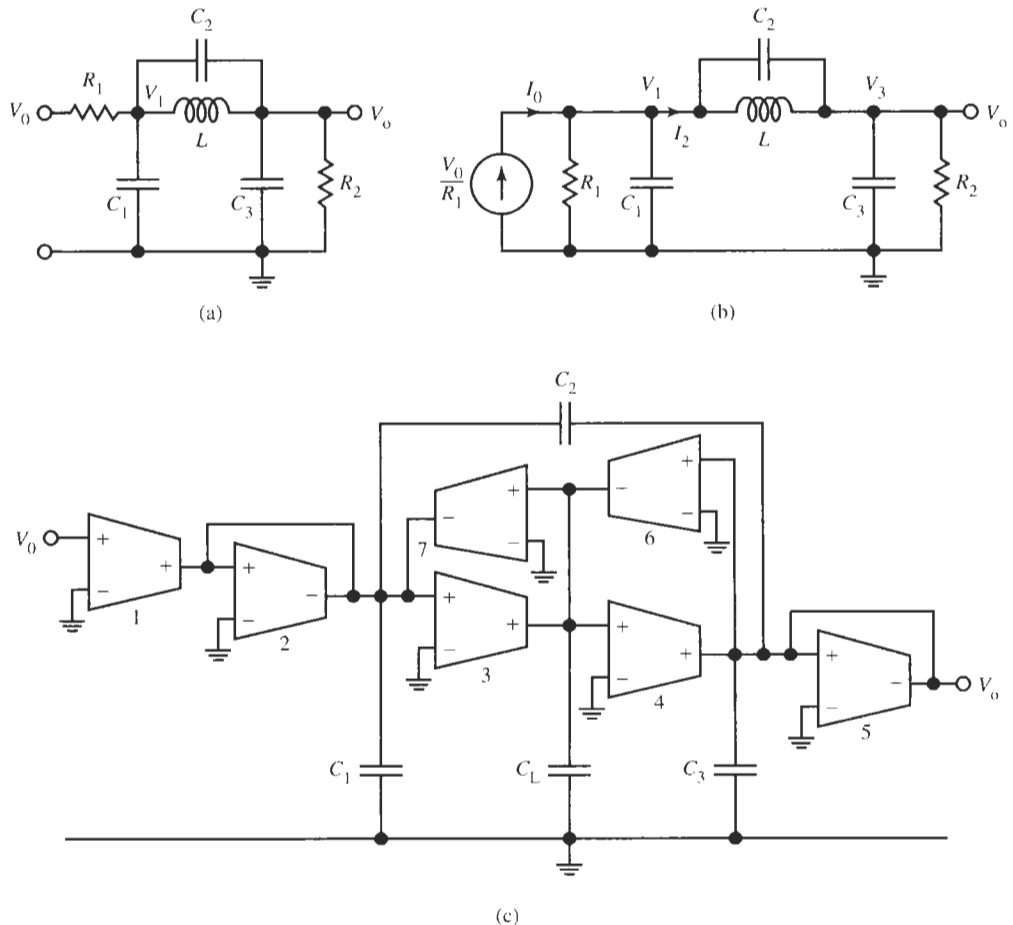 C₂
R₁
V₀ V₁ L Vₒ
C₁ C₃ R₂
(a)
C₂
I₀ V₁ I₂ L V₃ Vₒ
V₀/R₁ R₁ C₁ C₃ R₂
(b)
C₂
+ − − +
− 7 6 −
V₀ + + − 1
+ − − 2
+ + − 3
+ + − 4
+ − − 5 Vₒ
C₁ C_L C₃
(c)